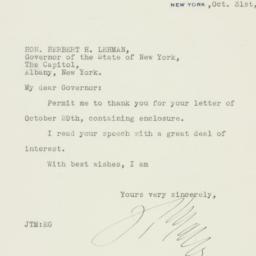 NEW YORK, Oct. 31st,
HON. HERBERT H. LEHMAN,
Governor of the State of New York,
The Capitol,
Albany, New York.
My dear Governor:
Permit me to thank you for your letter of
October 29th, containing enclosure.
I read your speech with a great deal of
interest.
With best wishes, I am
Yours very sincerely,
JTM:EG